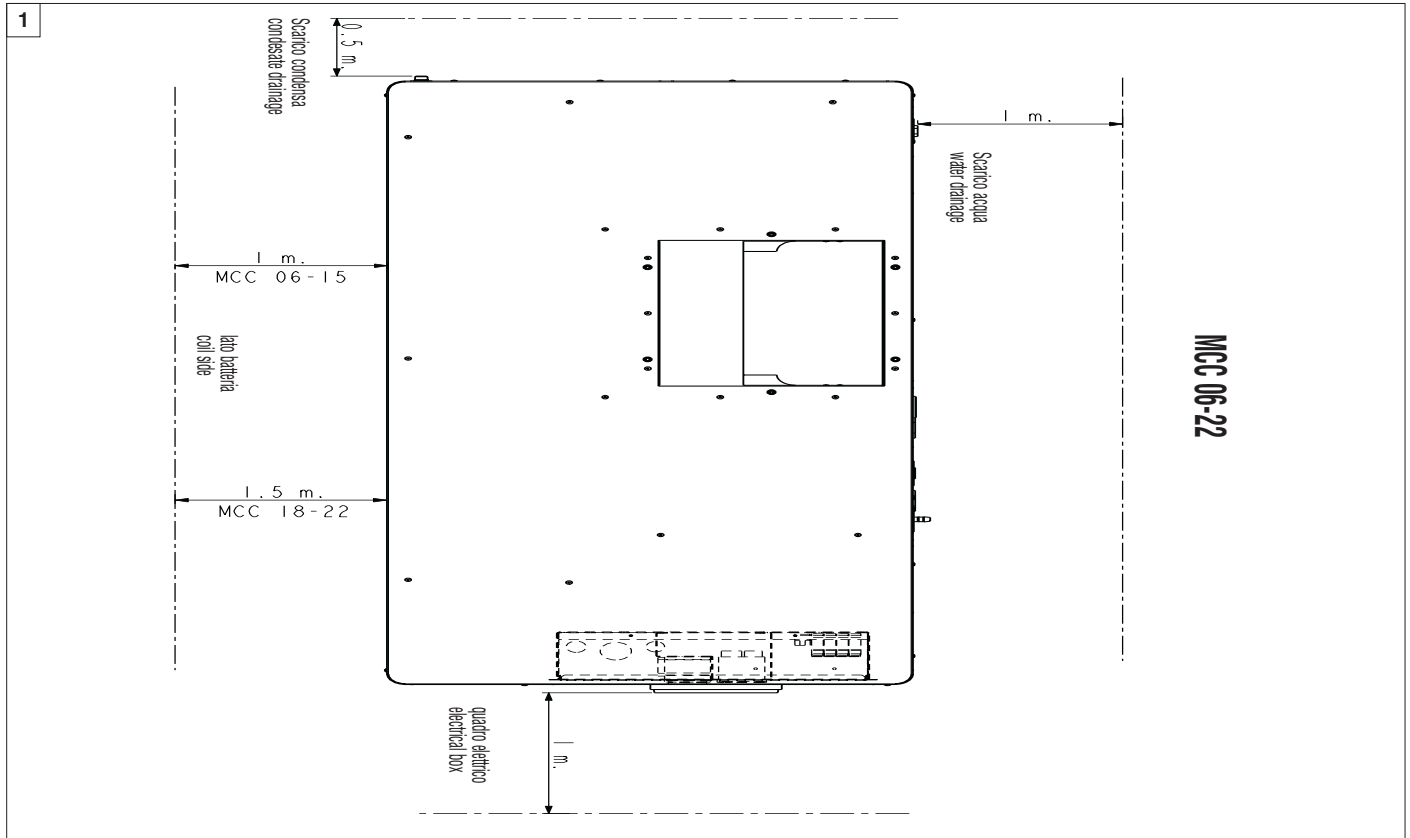 1
Scarico condensa
condesate drainage
0.5 m.
1 m.
Scarico acqua
water drainage
1 m.
MCC 06-15
lato batteria
coil side
MCC 06-22
1.5 m.
MCC 18-22
quadro elettrico
electrical box
1 m.